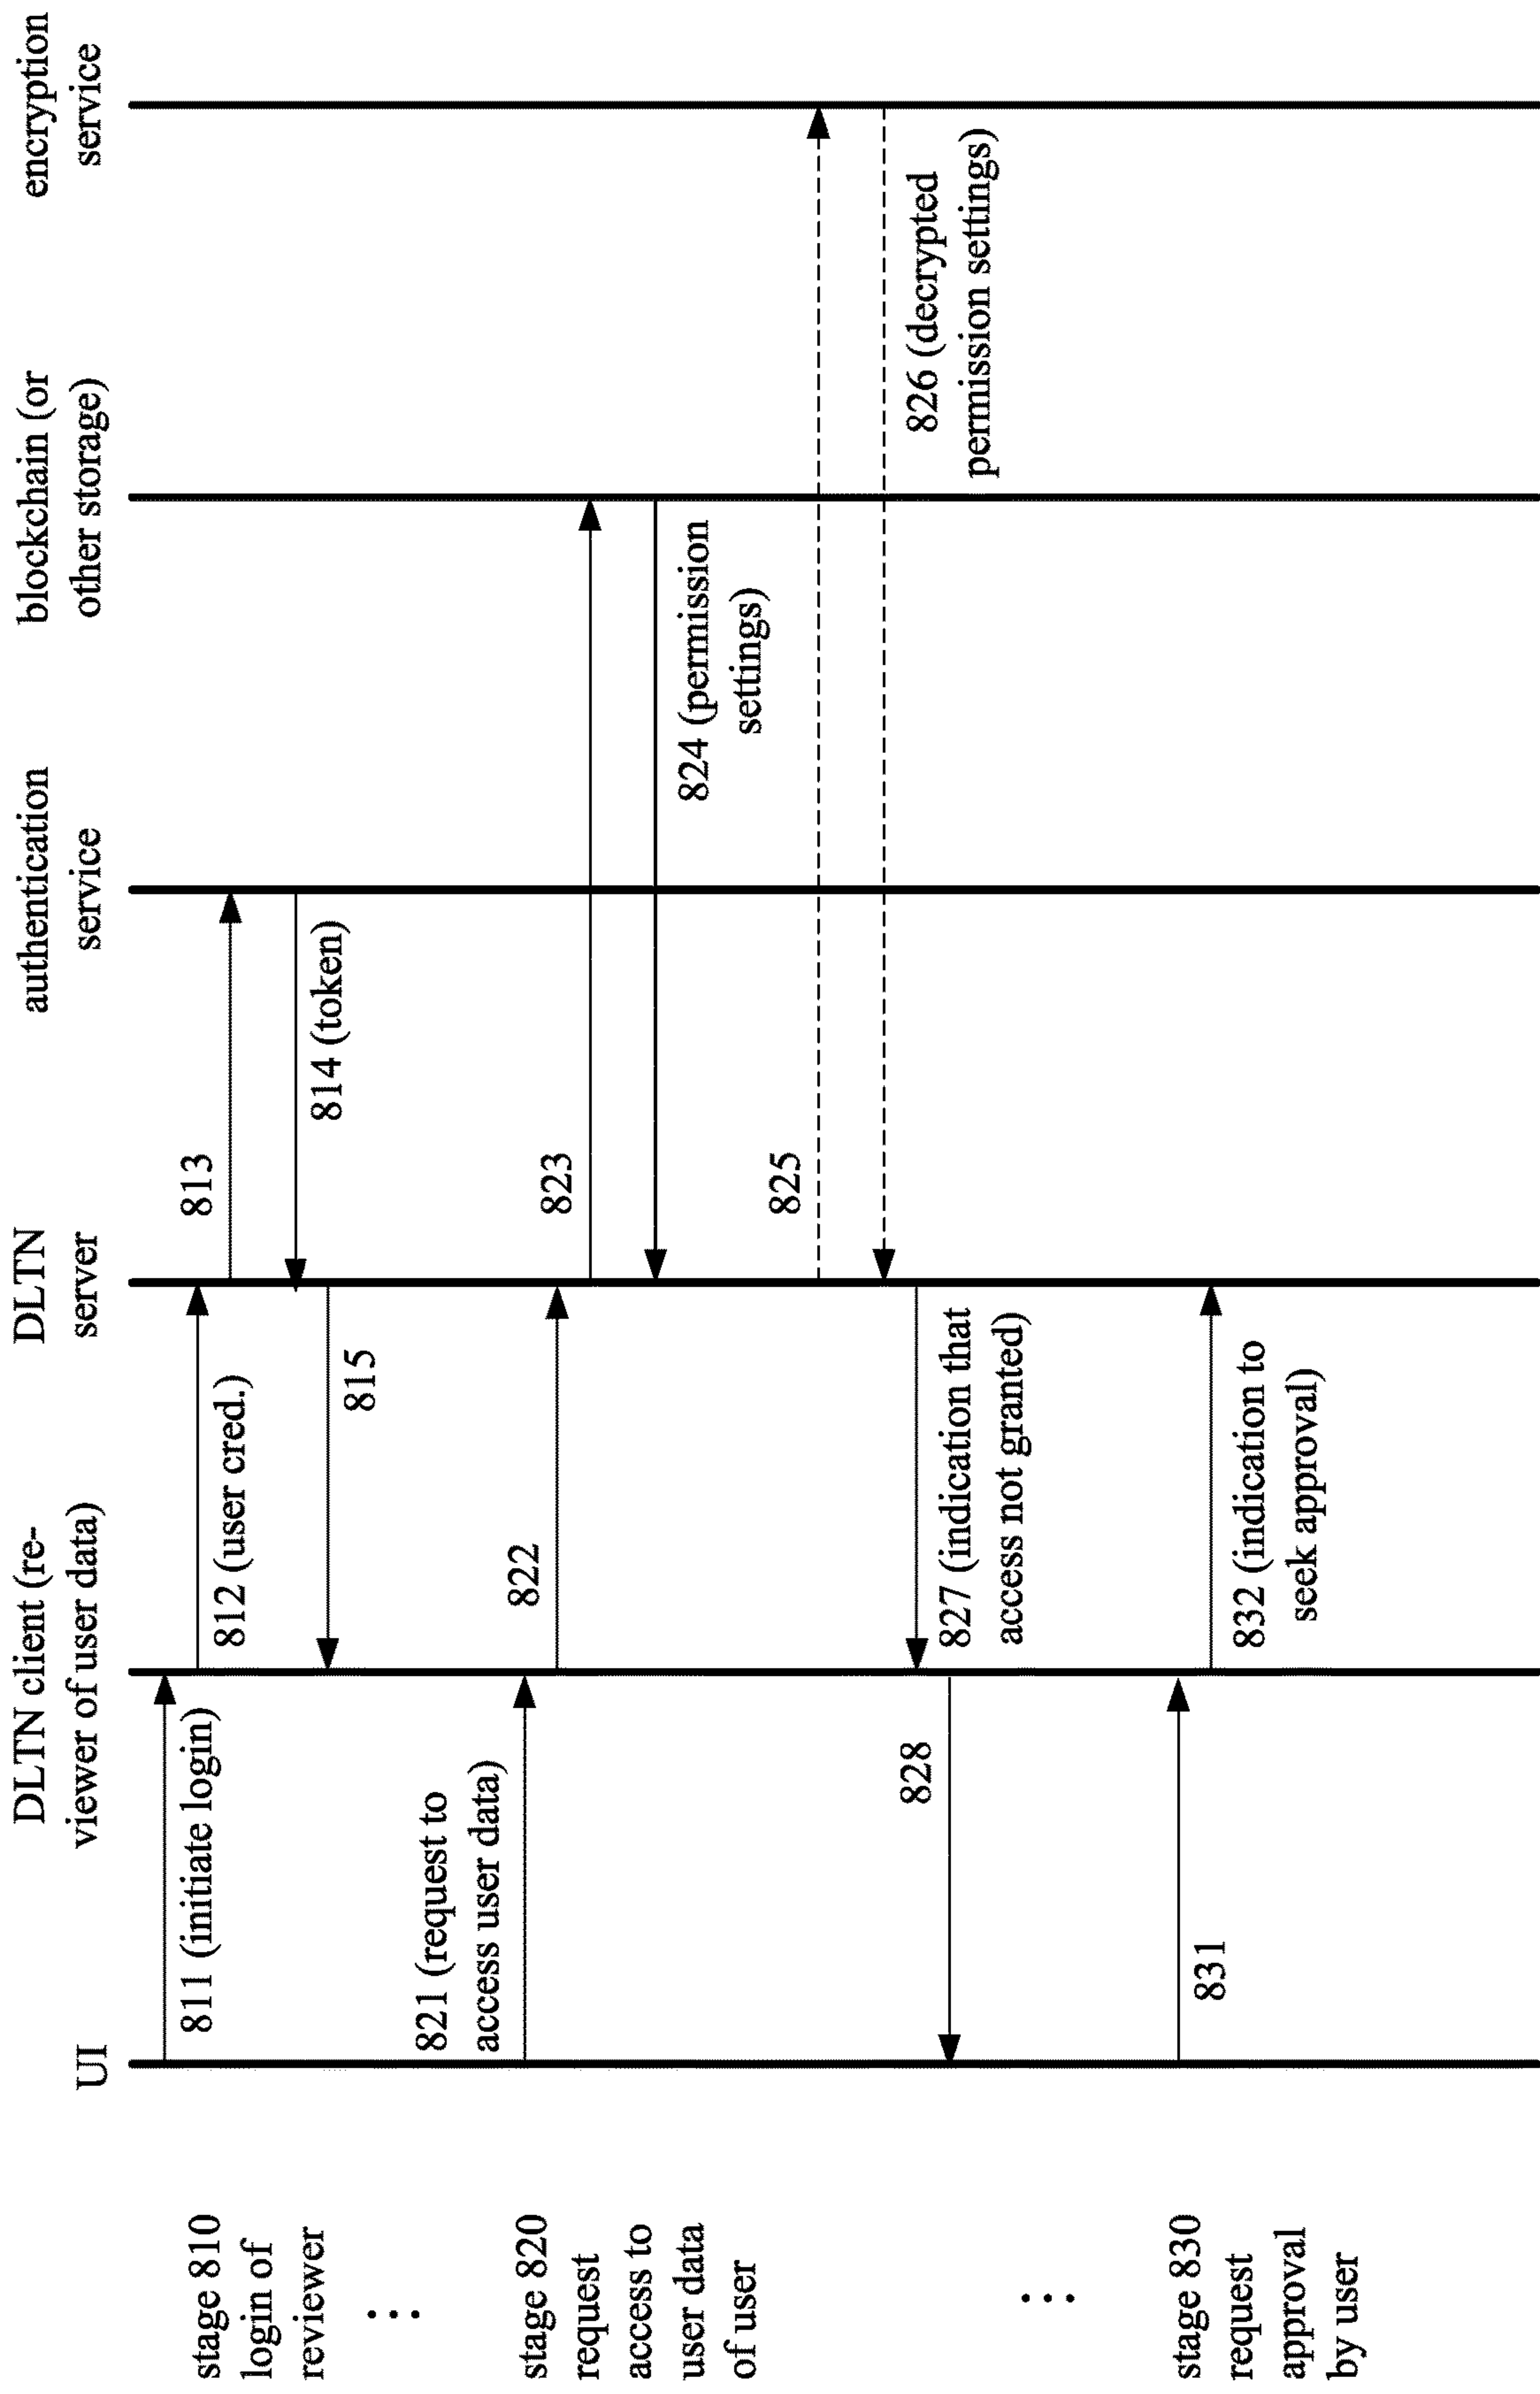 UI
DLTN client (re-
viewer of user data)
DLTN
server
authentication
service
blockchain (or
other storage)
encryption
service
stage 810
login of
reviewer
...
811 (initiate login)
812 (user cred.)
813
814 (token)
815
stage 820
request
access to
user data
of user
821 (request to
access user data)
822
823
824 (permission
settings)
825
826 (decrypted
permission settings)
827 (indication that
access not granted)
828
...
stage 830
request
approval
by user
831
832 (indication to
seek approval)